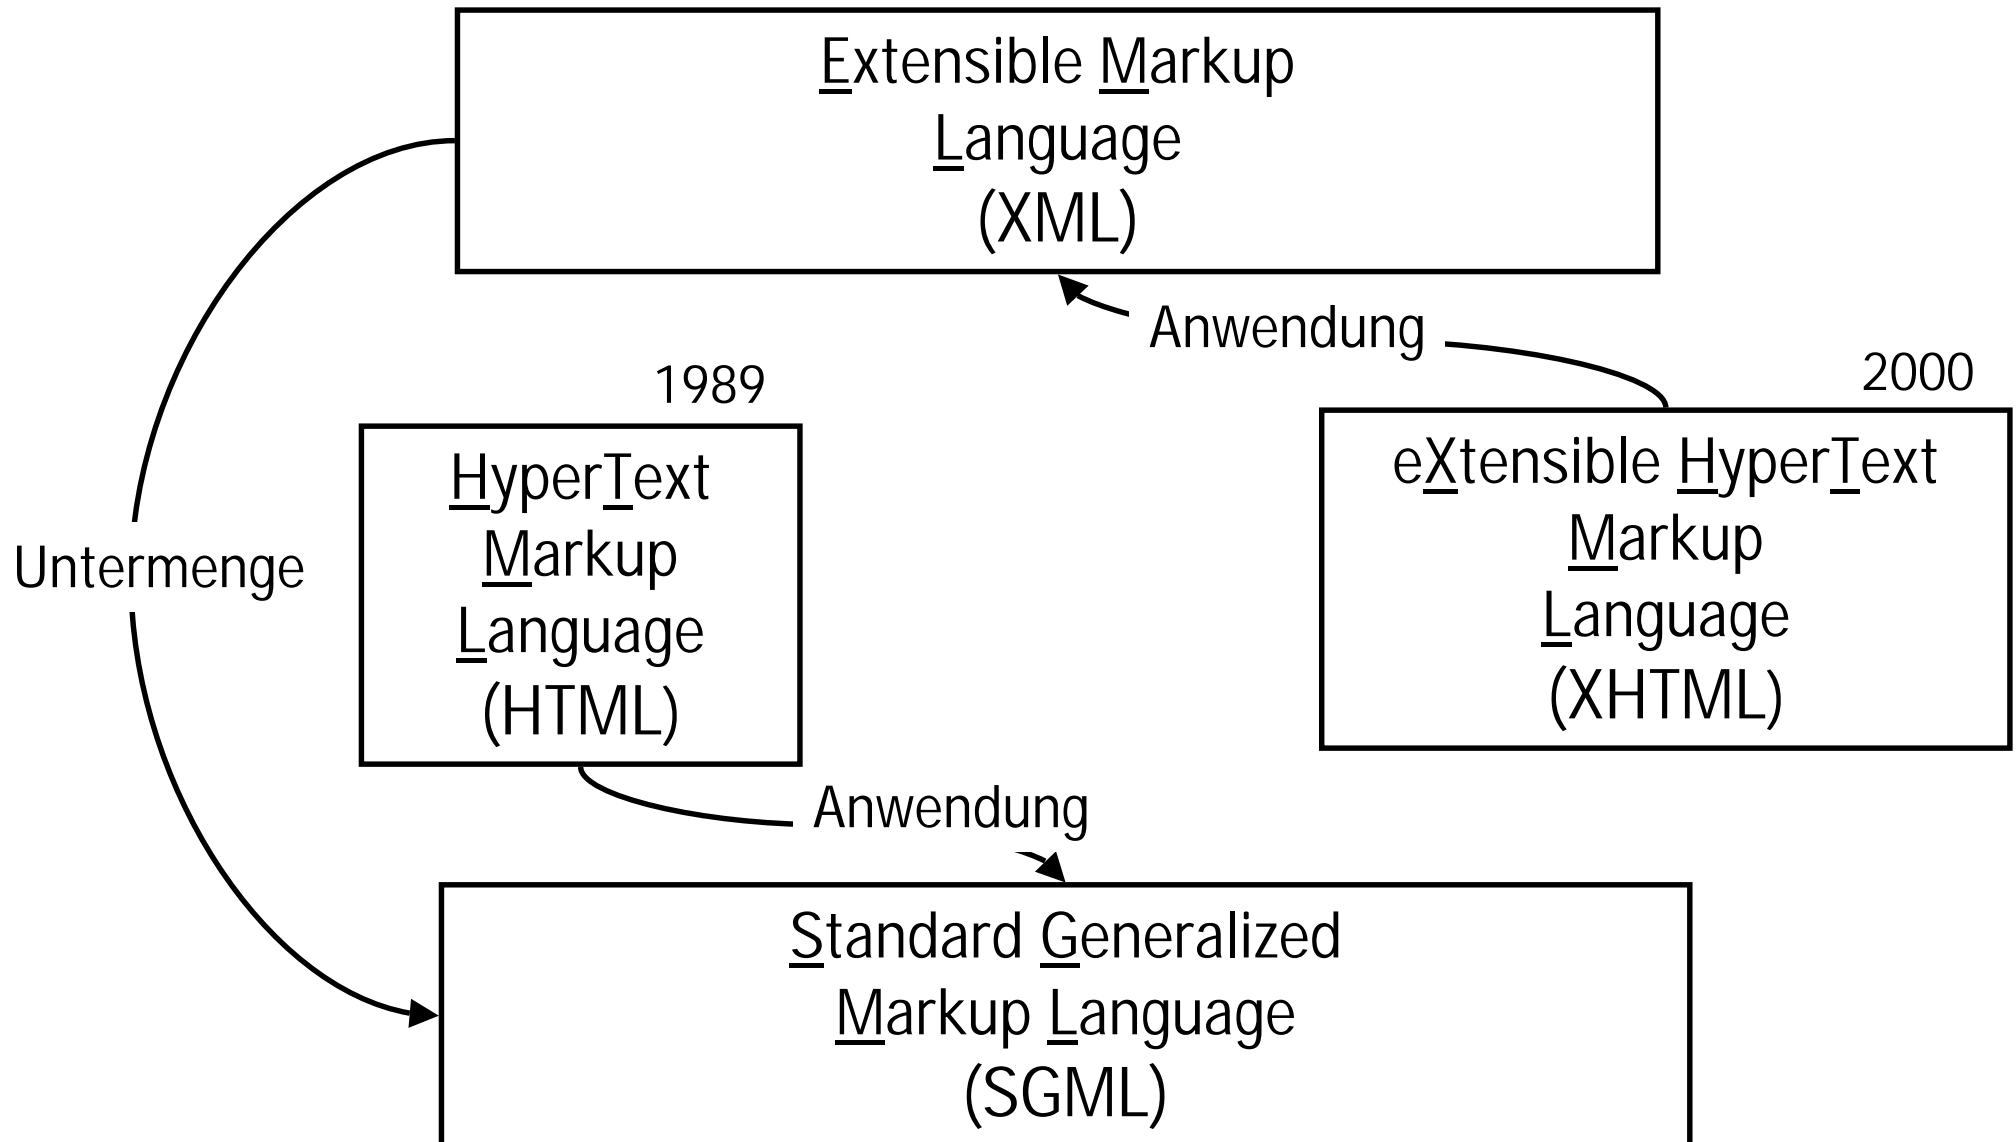 Extensible Markup
Language
(XML)
Anwendung
1989
2000
HyperText
Markup
Language
(HTML)
eXtensible HyperText
Markup
Language
(XHTML)
Untermenge
Anwendung
Standard Generalized
Markup Language
(SGML)